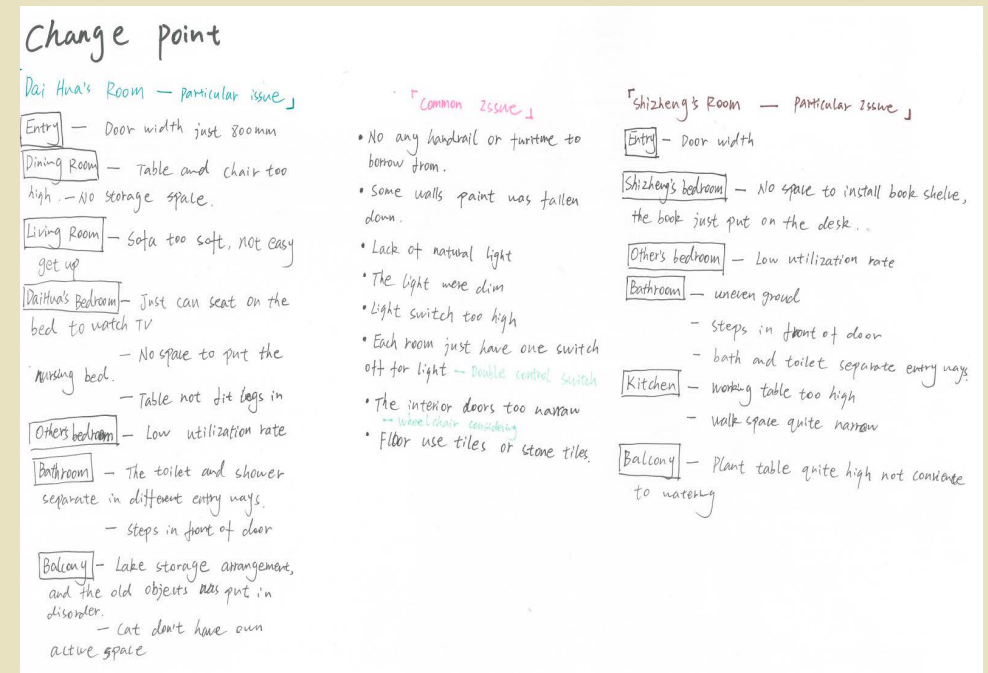 Change point
Dai Hua's Room — particular issue」
Entry — Door width just 800mm
Dining Room — Table and chair too
high. — No storage space.
Living Room — Sofa too soft, not easy
get up
DaiHua's Bedroom — Just can seat on the
bed to watch TV
— No space to put the
nursing bed.
— Table not fit legs in
Others bedroom — Low utilization rate
Bathroom — The toilet and shower
separate in different entry ways.
— steps in front of door
Balcony — Lake storage arrangement,
and the old objects was put in
disorder.
— Cat don't have own
active space
「Common Issue」
• No any handrail or furitme to
borrow from.
• Some walls paint was fallen
down.
• Lack of natural light
• The light were dim
• Light switch too high
• Each room just have one switch
off for light — Double control switch
• The interior doors too narraw
— wheelchair considing
• Floor use tiles or stone tiles.
「Shizheng's Room — Particular Issue」
Entry — Door width
Shizheng's bedroom — No space to install book shelve,
the book just put on the desk..
Other's bedroom — Low utilization rate
Bathroom — uneven groud
— steps in front of door
— bath and toilet separate entry ways.
Kitchen — working table too high
— walk space quite narrow
Balcony — Plant table quite high not convience
to watering